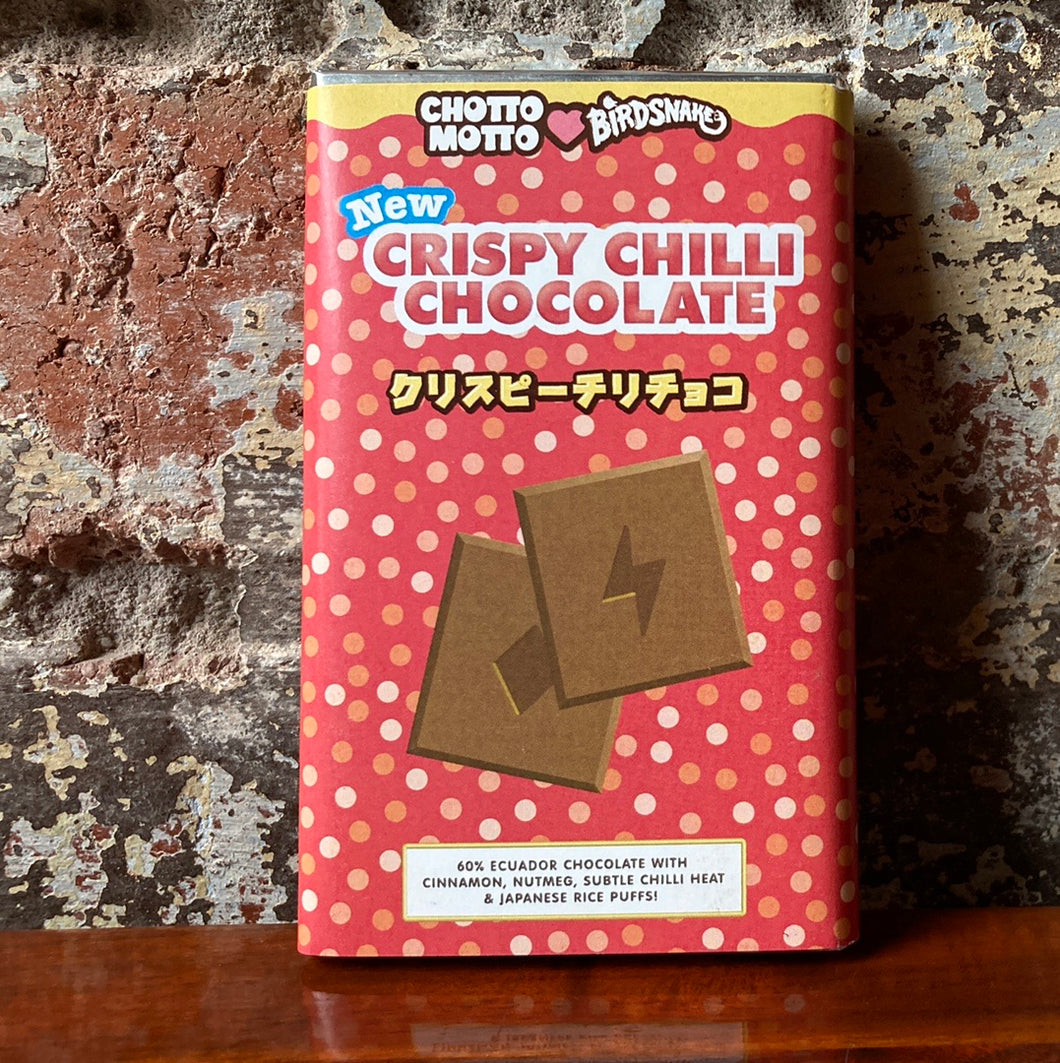 CHOTTO MOTTO BIRDSNAKE
New
CRISPY CHILLI
CHOCOLATE
クリスピーチリチョコ
60% ECUADOR CHOCOLATE WITH
CINNAMON, NUTMEG, SUBTLE CHILLI HEAT
& JAPANESE RICE PUFFS!